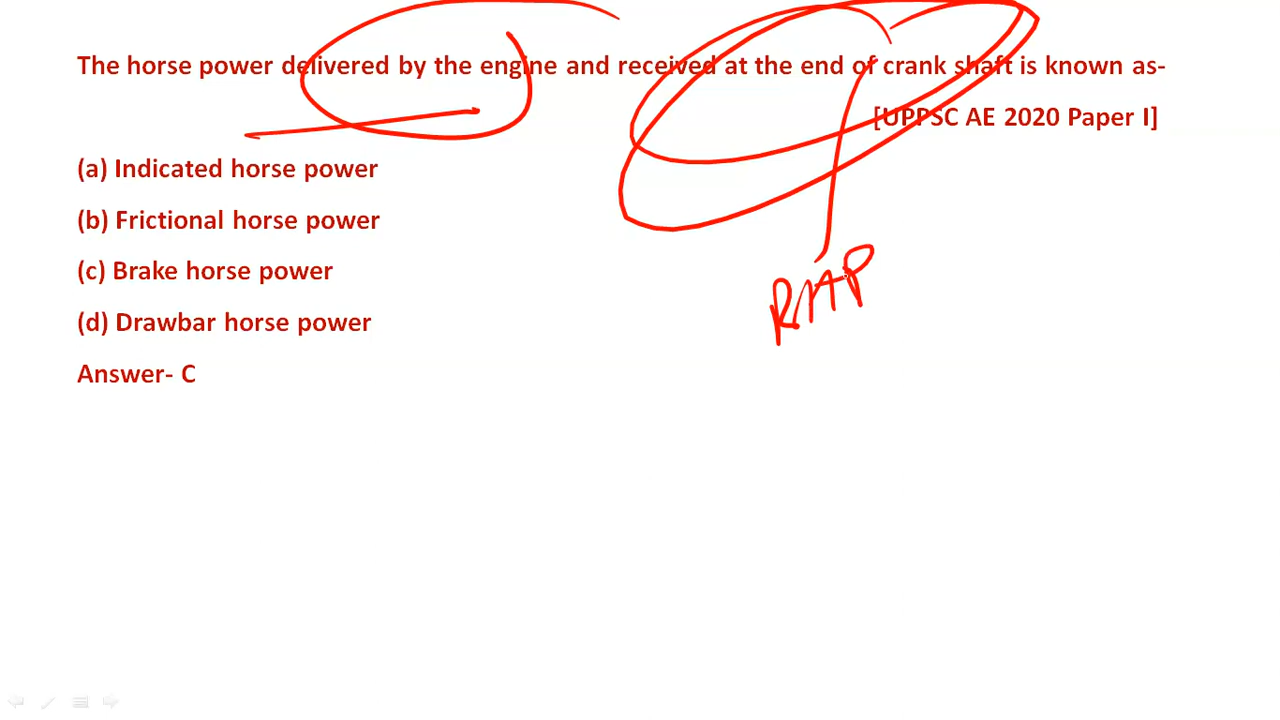 The horse power delivered by the engine and received at the end of crank shaft is known as-
[UPPSC AE 2020 Paper I]
(a) Indicated horse power
(b) Frictional horse power
(c) Brake horse power
(d) Drawbar horse power
Answer- C